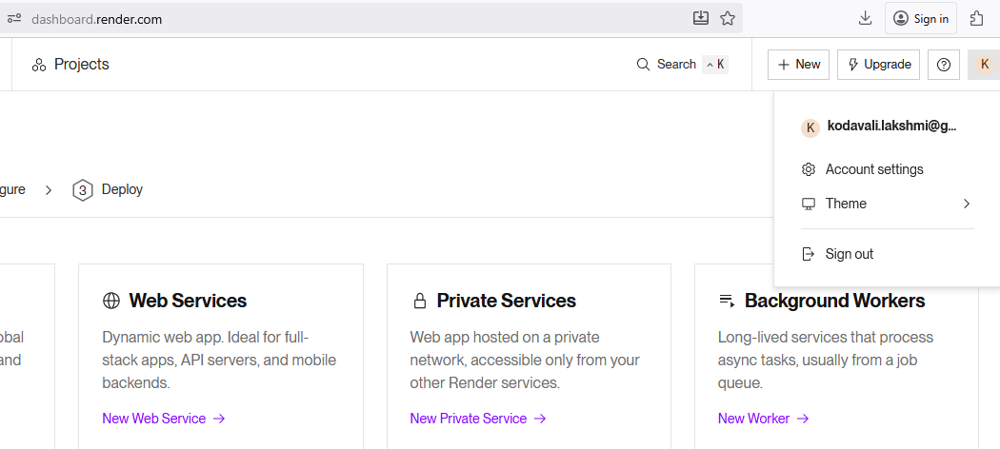 dashboard.render.com
Sign in
Projects
Search ^ K
New
Upgrade
K
K kodavali.lakshmi@g...
Account settings
Theme
Sign out
gure
3 Deploy
obal
and
Web Services
Dynamic web app. Ideal for full-
stack apps, API servers, and mobile
backends.
New Web Service →
Private Services
Web app hosted on a private
network, accessible only from your
other Render services.
New Private Service →
Background Workers
Long-lived services that process
async tasks, usually from a job
queue.
New Worker →